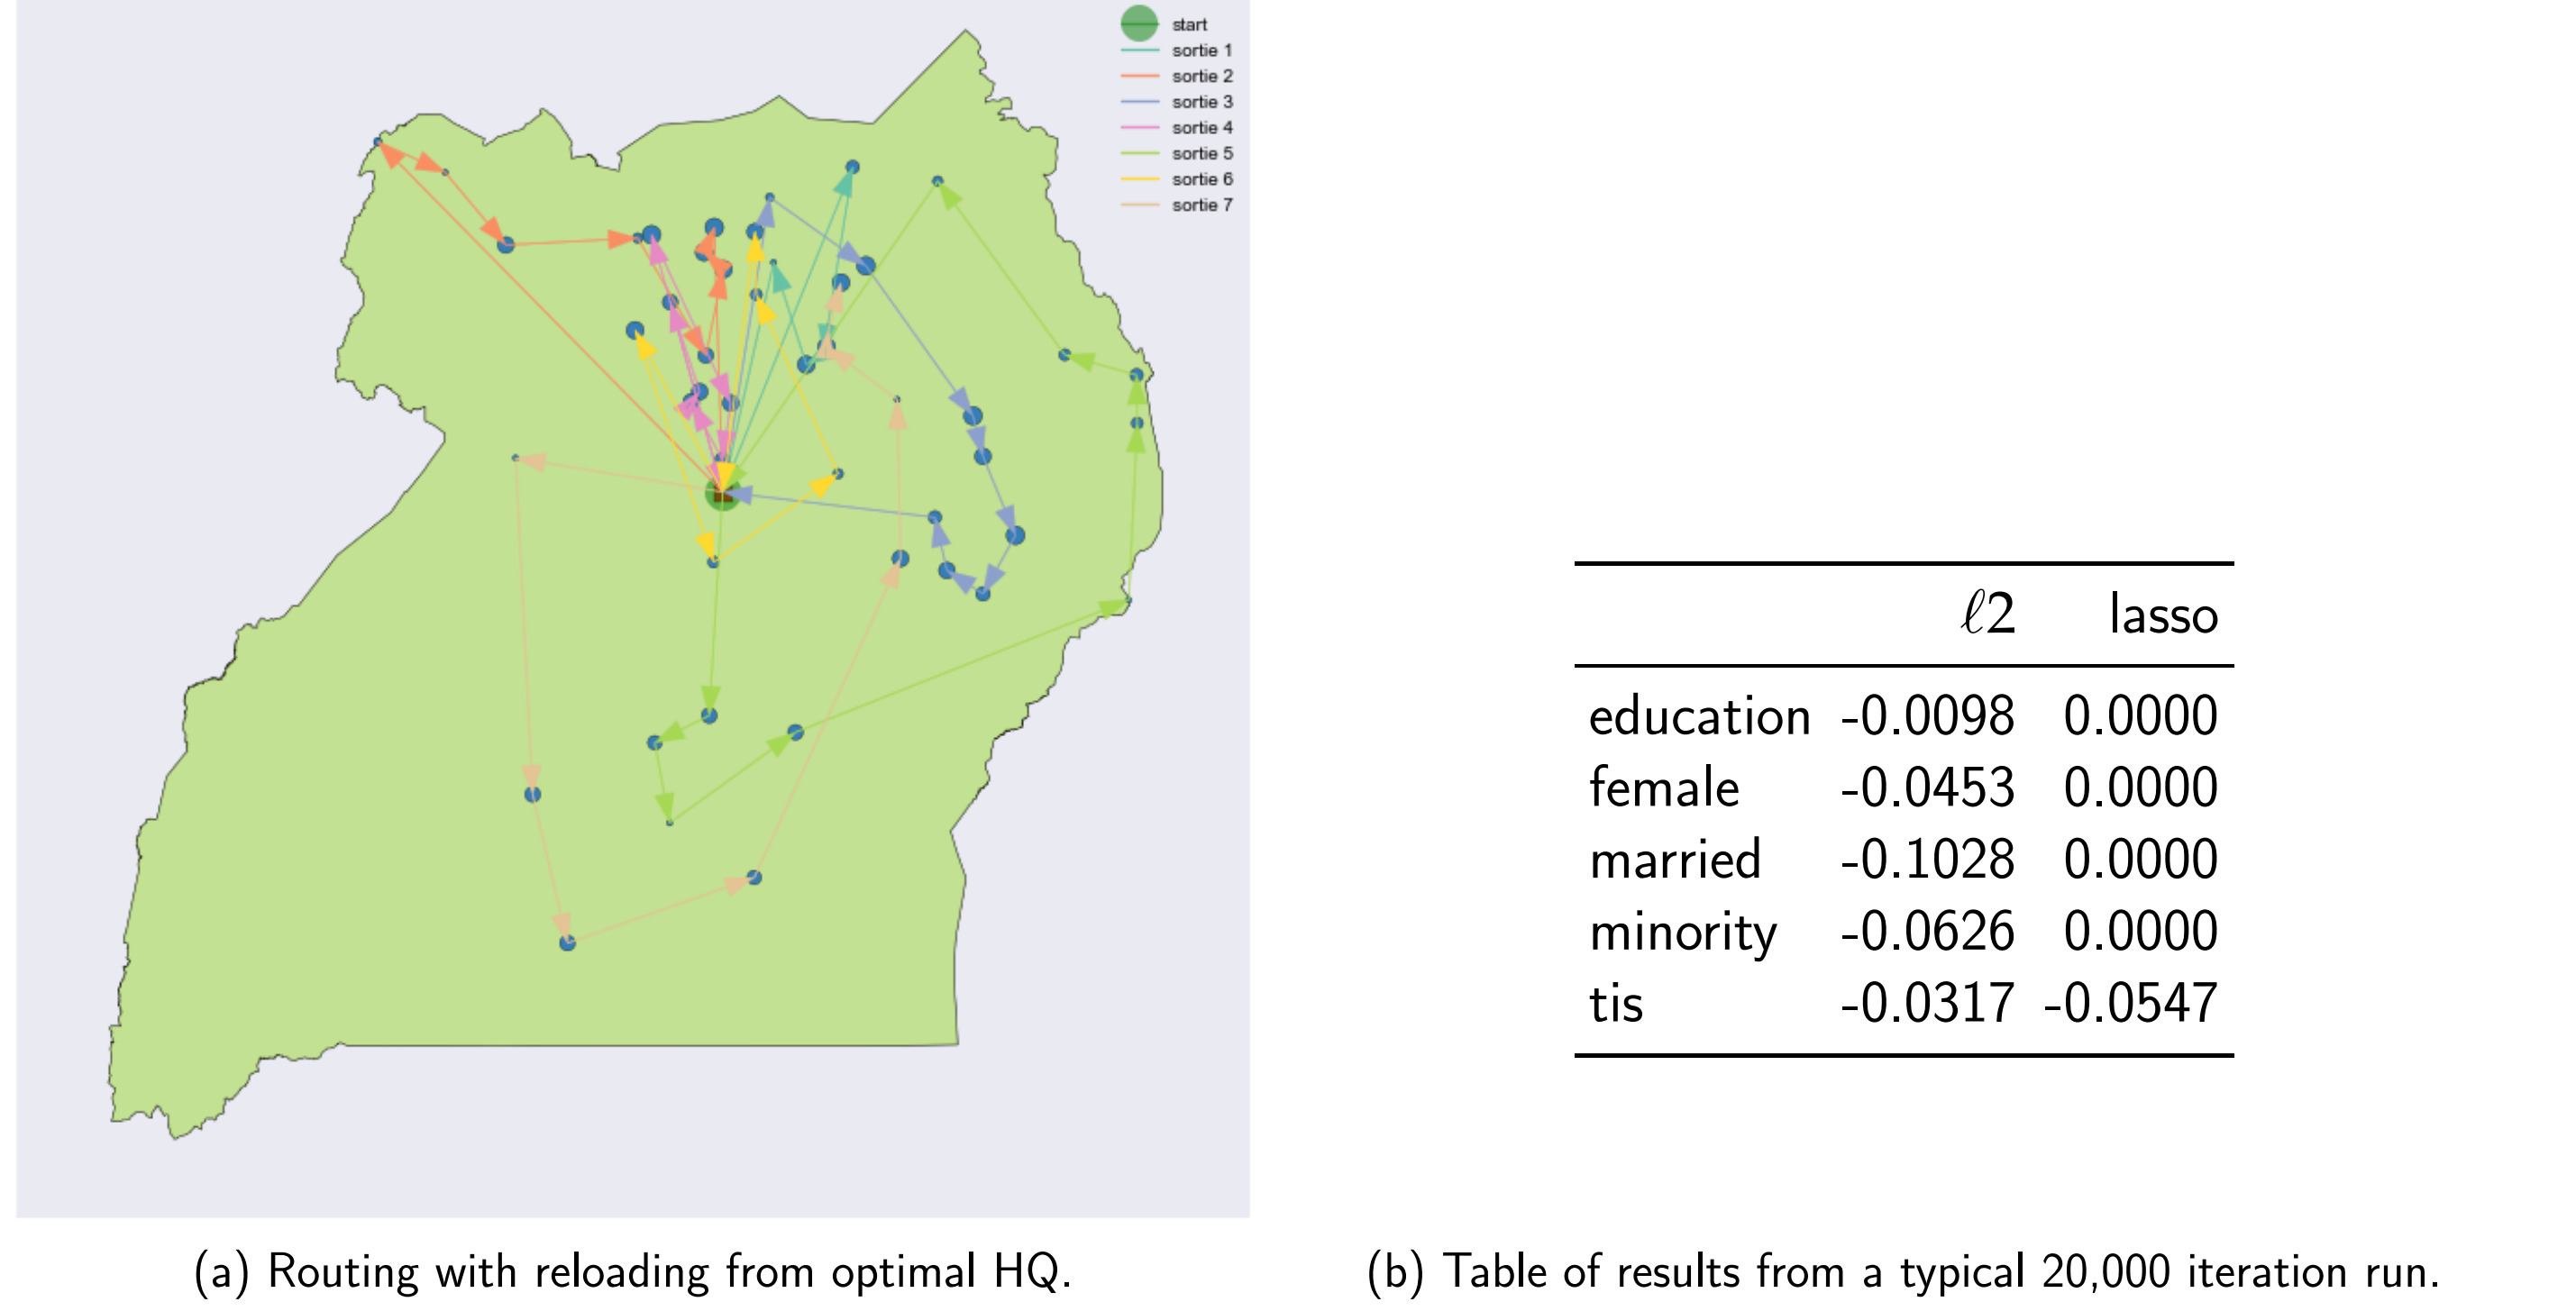 start
sortie 1
sortie 2
sortie 3
sortie 4
sortie 5
sortie 6
sortie 7
(a) Routing with reloading from optimal HQ.
ℓ2 lasso
education -0.0098 0.0000
female -0.0453 0.0000
married -0.1028 0.0000
minority -0.0626 0.0000
tis -0.0317 -0.0547
(b) Table of results from a typical 20,000 iteration run.